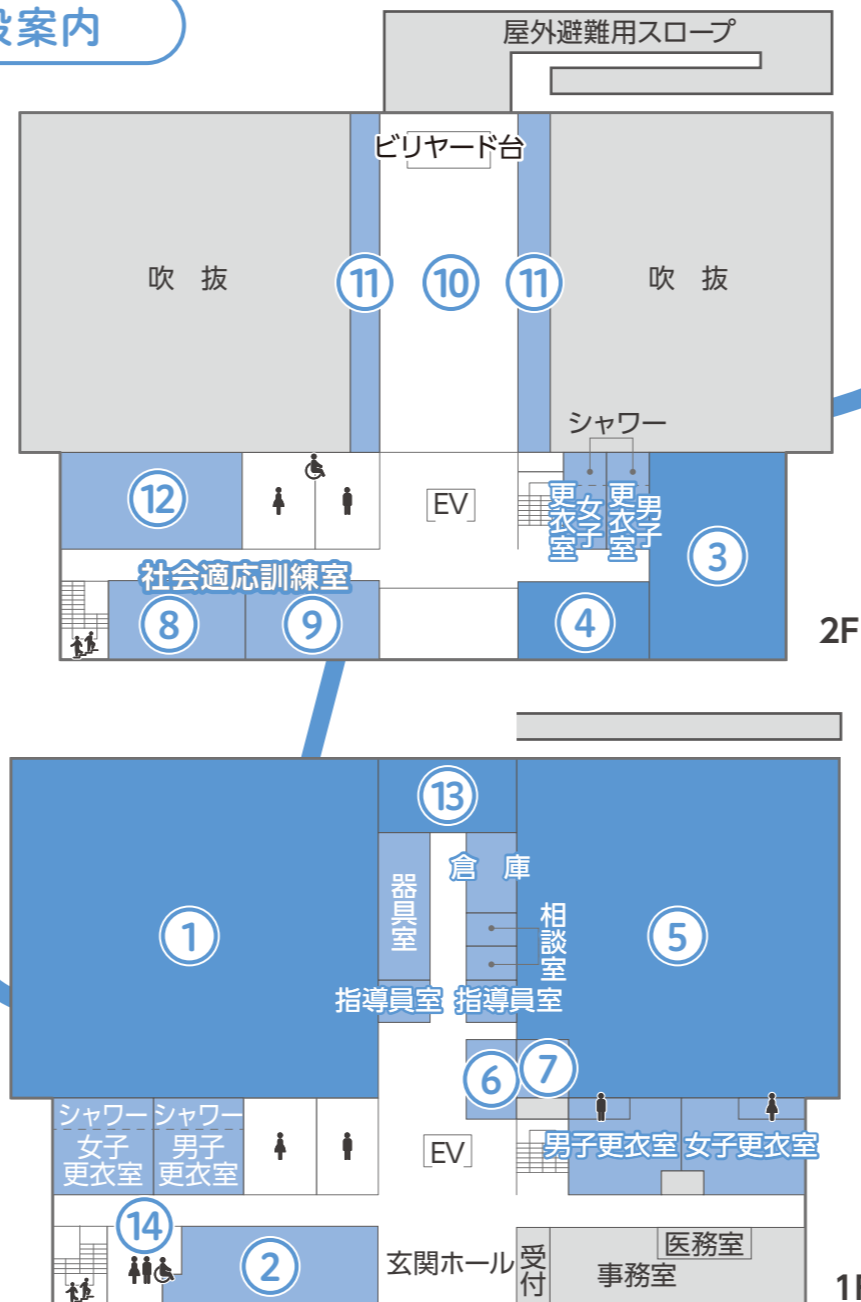 設案内
屋外避難用スロープ
ビリヤード台
吹 抜
⑪
⑩
⑪
吹 抜
シャワー
⑫
EV
女子更衣室
男子更衣室
③
社会適応訓練室
⑧
⑨
④
2F
⑬
倉 庫
器具室
①
相談室
⑤
指導員室
指導員室
⑥
⑦
シャワー
シャワー
女子
更衣室
男子
更衣室
EV
男子更衣室
女子更衣室
⑭
②
玄関ホール
受付
医務室
事務室